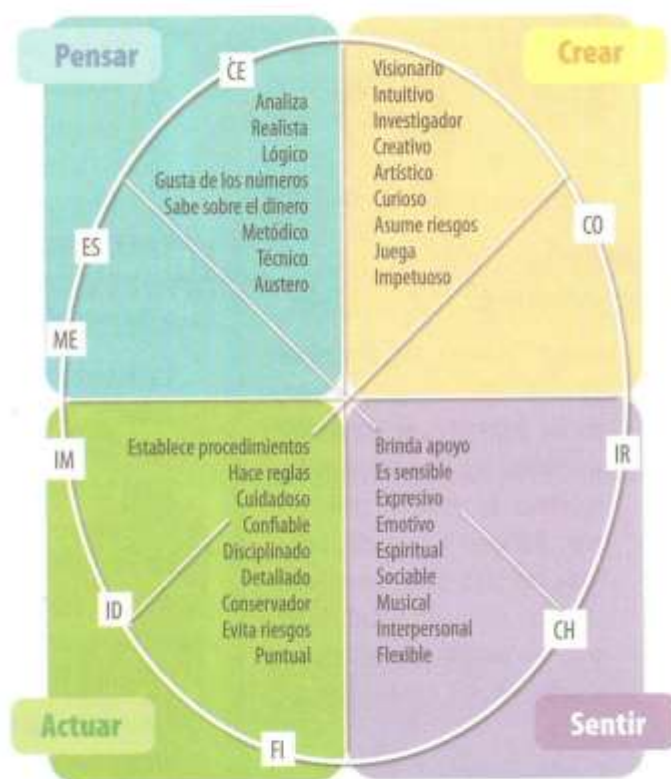 Pensar
CE
Analiza
Realista
Lógico
Gusta de los números
Sabe sobre el dinero
Metódico
Técnico
Austero
ES
ME
Crear
Visionario
Intuitivo
Investigador
Creativo
Artístico
Curioso
Asume riesgos
Juega
Impetuoso
CO
IM
Establece procedimientos
Hace reglas
Cuidadoso
Confiable
Disciplinado
Detallado
Conservador
Evita riesgos
Puntual
ID
Actuar
FI
Brinda apoyo
Es sensible
Expresivo
Emotivo
Espiritual
Sociable
Musical
Interpersonal
Flexible
IR
CH
Sentir